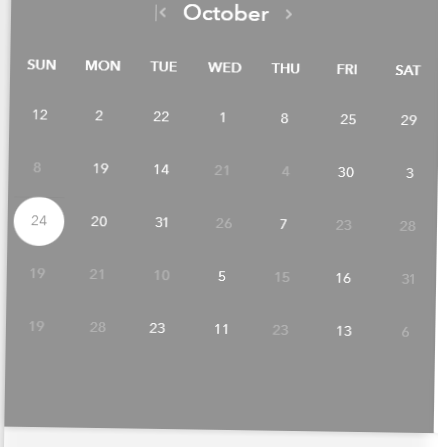 October
SUN MON TUE WED THU FRI SAT
12 2 22 1 8 25 29
8 19 14 21 4 30 3
24 20 31 26 7 23 28
19 21 10 5 15 16 31
19 28 23 11 23 13 6